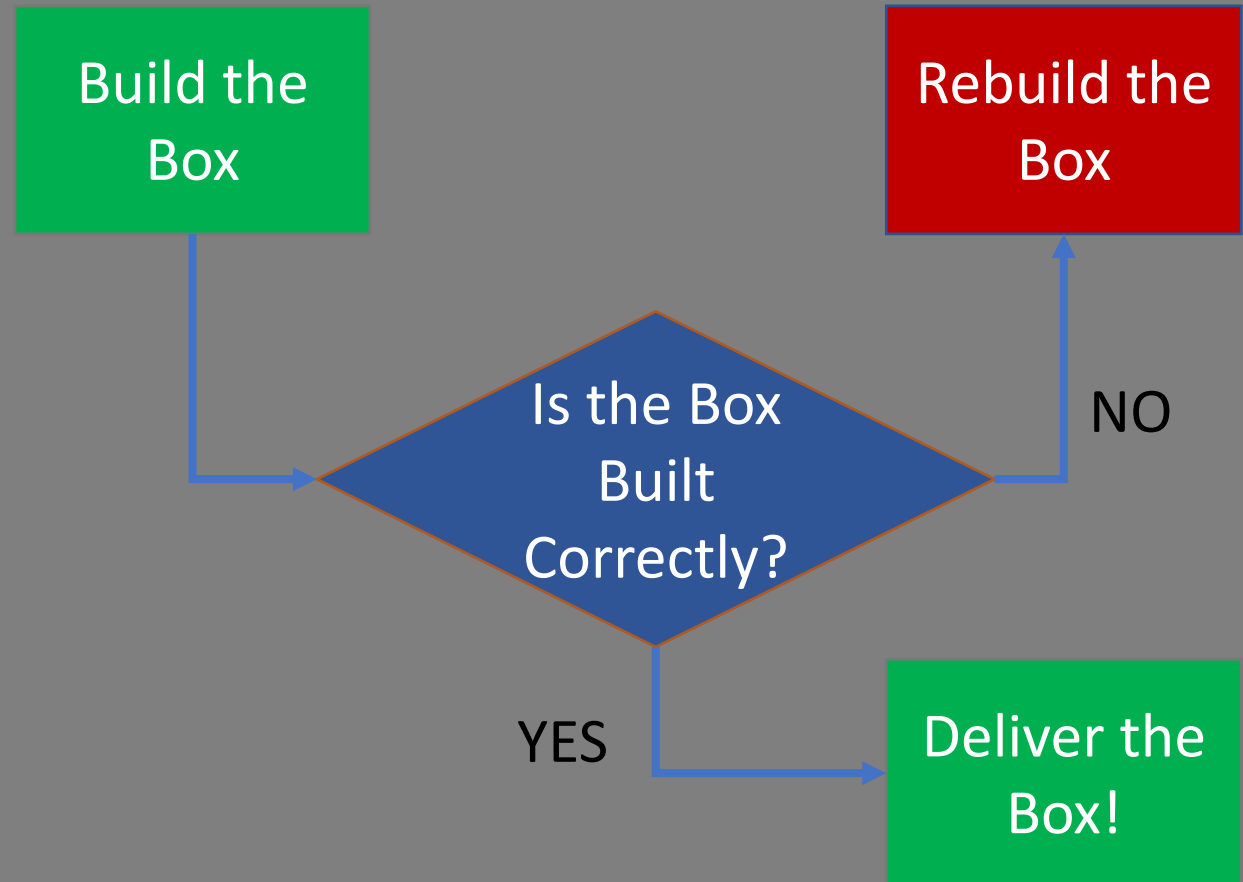 Build the
Box
Rebuild the
Box
Is the Box
Built
Correctly?
NO
YES
Deliver the
Box!